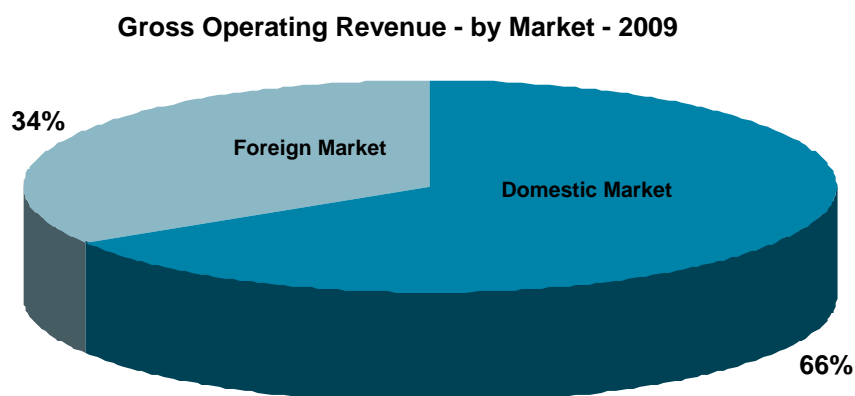 Gross Operating Revenue - by Market - 2009
34%
Foreign Market
Domestic Market
66%